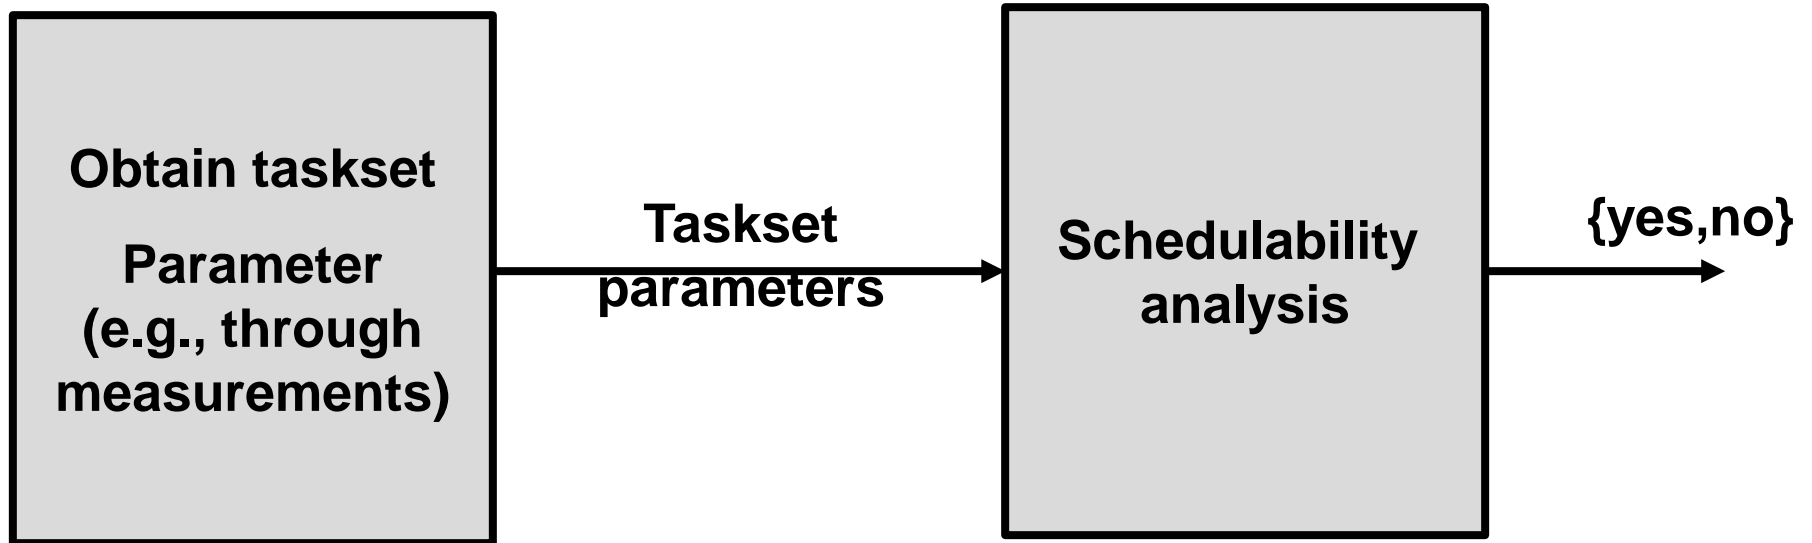 Obtain taskset
Parameter
(e.g., through
measurements)
Taskset
parameters
Schedulability
analysis
{yes,no}